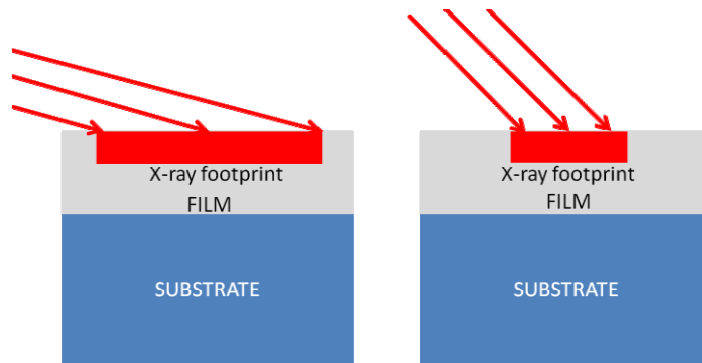 X-ray footprint
FILM
SUBSTRATE
X-ray footprint
FILM
SUBSTRATE